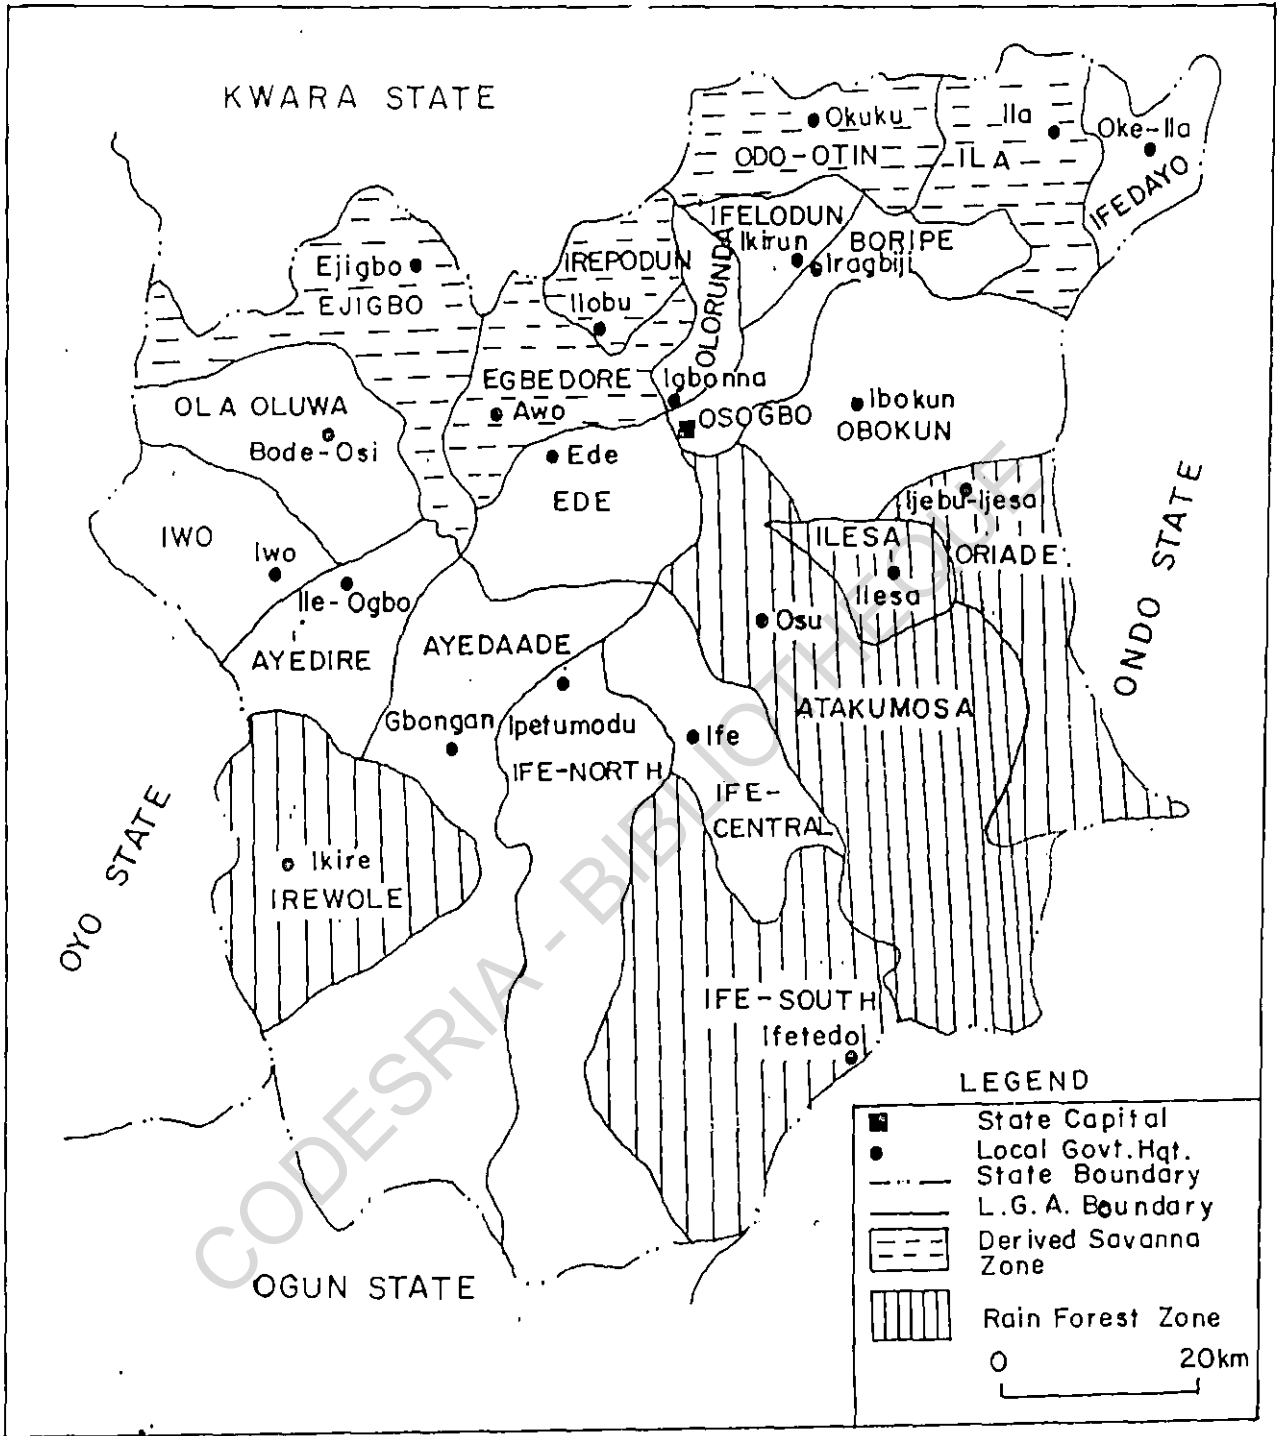 KWARA STATE
Okuku
ODO-OTIN
Ila
ILA
Oke-Ila
IFEDAYO
IFELODUN
Ikirun
BORIPE
Iragbiji
Ejigbo
EJIGBO
IREPODUN
Ilobu
OLORUNDA
EGBEDORE
Awo
Igbonna
OSOGBO
Ibokun
OBOKUN
OLA OLUWA
Bode-Osi
Ede
EDE
IWO
Iwo
Ile-Ogbo
AYEDIRE
AYEDAADE
Gbongan
Ipetumodu
IFE-NORTH
Ijebu-Ijesa
ILESA
Ilesa
ORIADE
Osu
ATAKUMOSA
Ife
IFE-
CENTRAL
Ikire
IREWOLE
IFE-SOUTH
Ifetedo
ONDO STATE
OYO STATE
OGUN STATE
CODESRIA - BIBLIOTHEQUE
LEGEND
State Capital
Local Govt. Hqt.
State Boundary
L.G.A. Boundary
Derived Savanna
Zone
Rain Forest Zone
0 20km